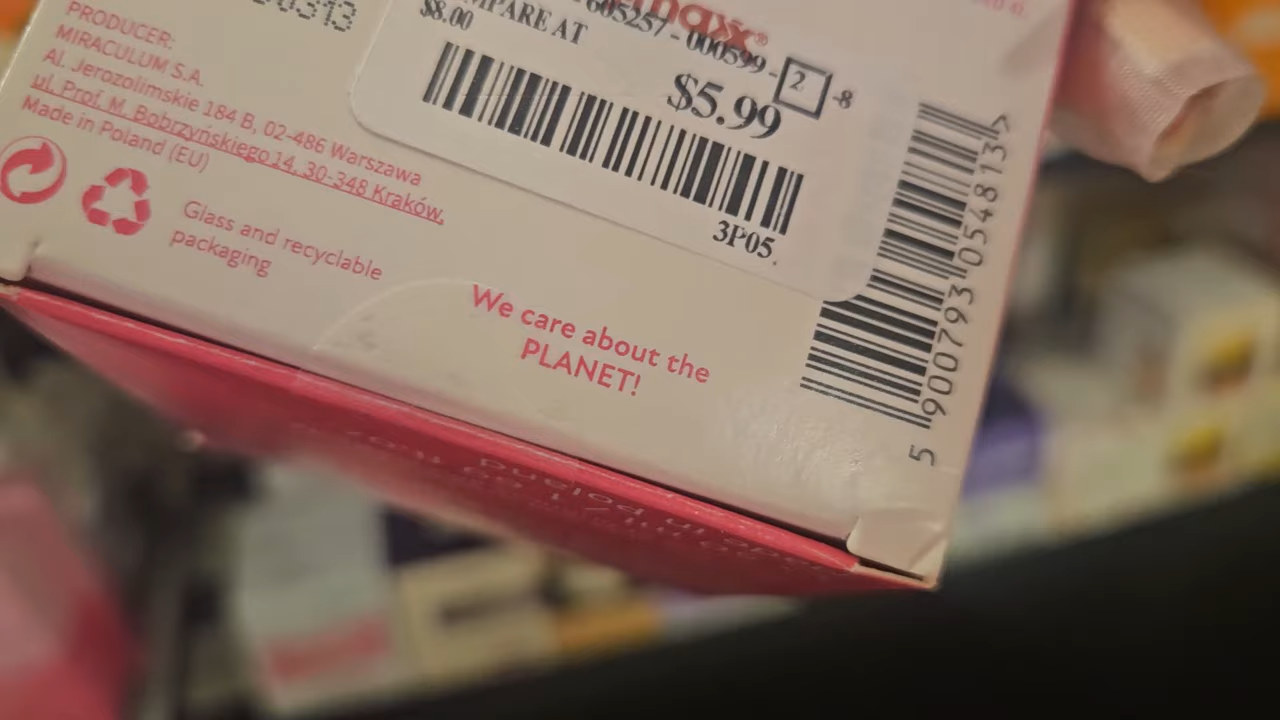 PRODUCER:
MIRACULUM S.A.
Al. Jerozolimskie 184 B, 02-486 Warszawa
ul. Prof. M. Bobrzyńskiego 14, 30-348 Kraków,
Made in Poland (EU)
Glass and recyclable
packaging
We care about the
PLANET!
maxx®
605257 - 000599 - 2 -8
AT
$8.00
$5.99
3P05.
5 900793 054813>